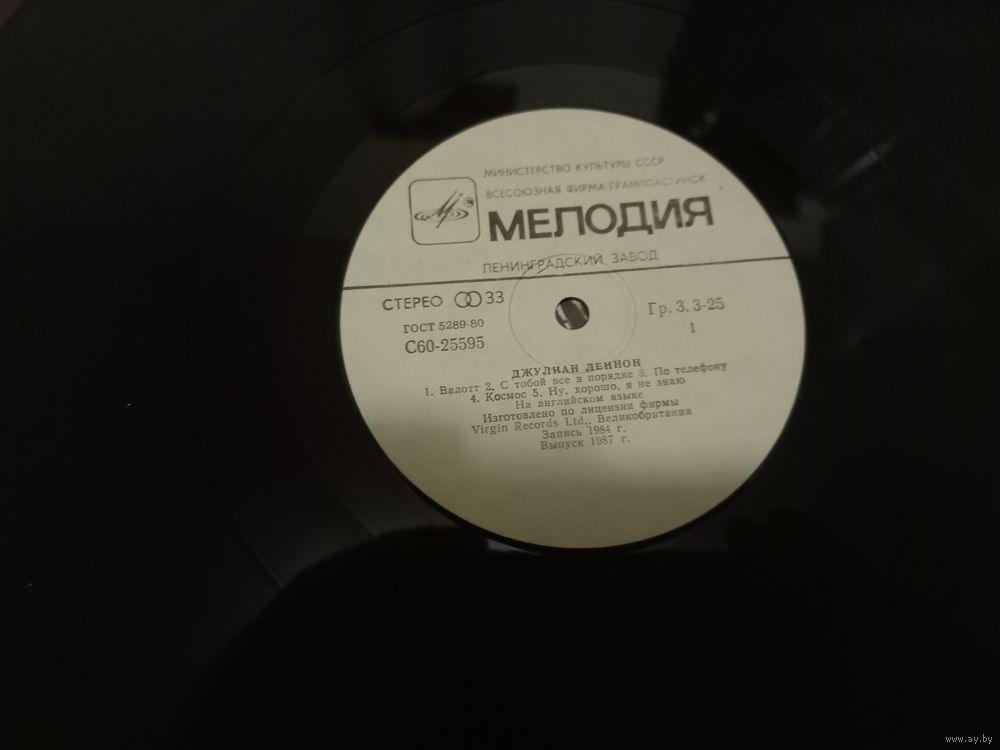 МИНИСТЕРСТВО КУЛЬТУРЫ СССР
ВСЕСОЮЗНАЯ ФИРМА ГРАМПЛАСТИНОК
МЕЛОДИЯ
ЛЕНИНГРАДСКИЙ ЗАВОД
СТЕРЕО 33
ГОСТ 5289-80
С60-25595
Гр. 3. 3-25
1
ДЖУЛИАН ЛЕННОН
1. Валотт 2. С тобой все в порядке 3. По телефону
4. Космос 5. Ну, хорошо, я не знаю
На английском языке
Изготовлено по лицензии фирмы
Virgin Records Ltd., Великобритания
Запись 1984 г.
Выпуск 1987 г.
www.ay.by